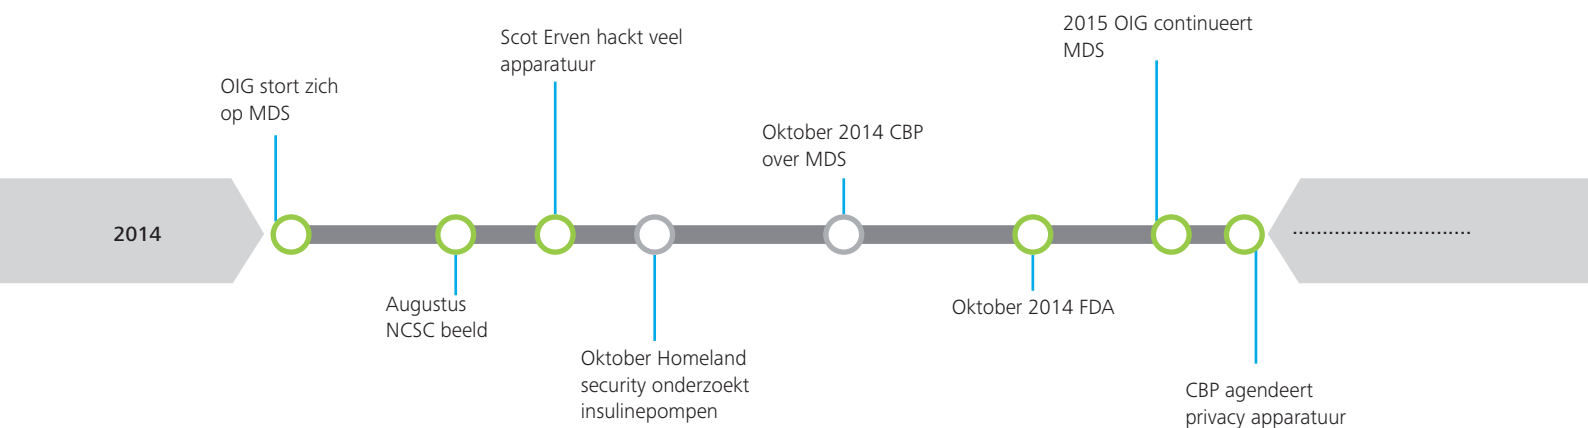 2014
OIG stort zich
op MDS
Augustus
NCSC beeld
Scot Erven hackt veel
apparatuur
Oktober Homeland
security onderzoekt
insulinepompen
Oktober 2014 CBP
over MDS
Oktober 2014 FDA
2015 OIG continueert
MDS
CBP agendeert
privacy apparatuur
..............................